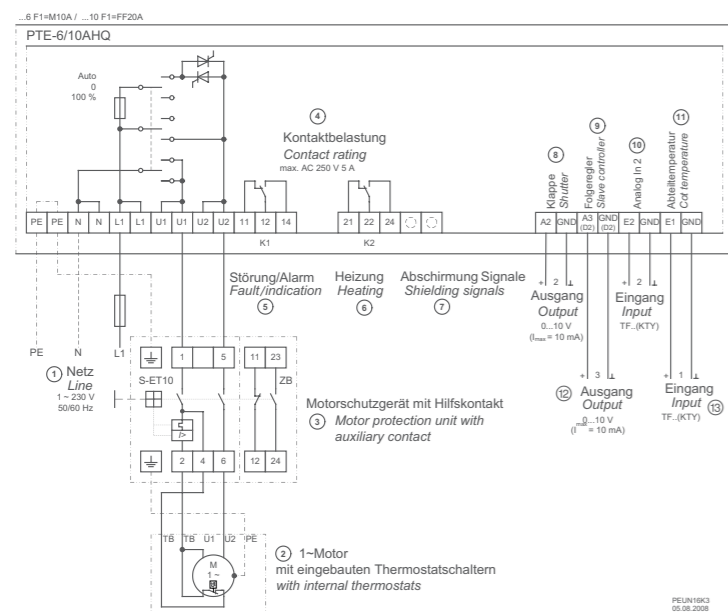 ...6 F1=M10A / ...10 F1=FF20A
PTE-6/10AHQ
Auto
0
100 %
4
Kontaktbelastung
Contact rating
max. AC 250 V 5 A
8
Klappe
Shutter
9
Folgeregler
Slave controller
10
Analog In 2
11
Abteiltemperatur
Cot temperature
PE PE N N L1 L1 U1 U1 U2 U2 11 12 14
K1
21 22 24
K2
A2 GND A3 (D2) GND (D2) E2 GND E1 GND
Störung/Alarm
Fault/indication
5
Heizung
Heating
6
Abschirmung Signale
Shielding signals
7
+ 2 ⊥
Ausgang
Output
0...10 V
(Imax = 10 mA)
+ 2 ⊥
Eingang
Input
TF..(KTY)
+ 3 ⊥
12 Ausgang
Output
0...10 V
(Imax = 10 mA)
+ 1 ⊥
Eingang
Input 13
TF..(KTY)
PE N L1
1 Netz
Line
1 ~ 230 V
50/60 Hz
1 5 11 23
S-ET10
ZB
I>
2 4 6 12 24
Motorschutzgerät mit Hilfskontakt
3 Motor protection unit with
auxiliary contact
TB TB U1 U2 PE
M
1 ~
2 1~Motor
mit eingebauten Thermostatschaltern
with internal thermostats
PEUN16K3
05.08.2008